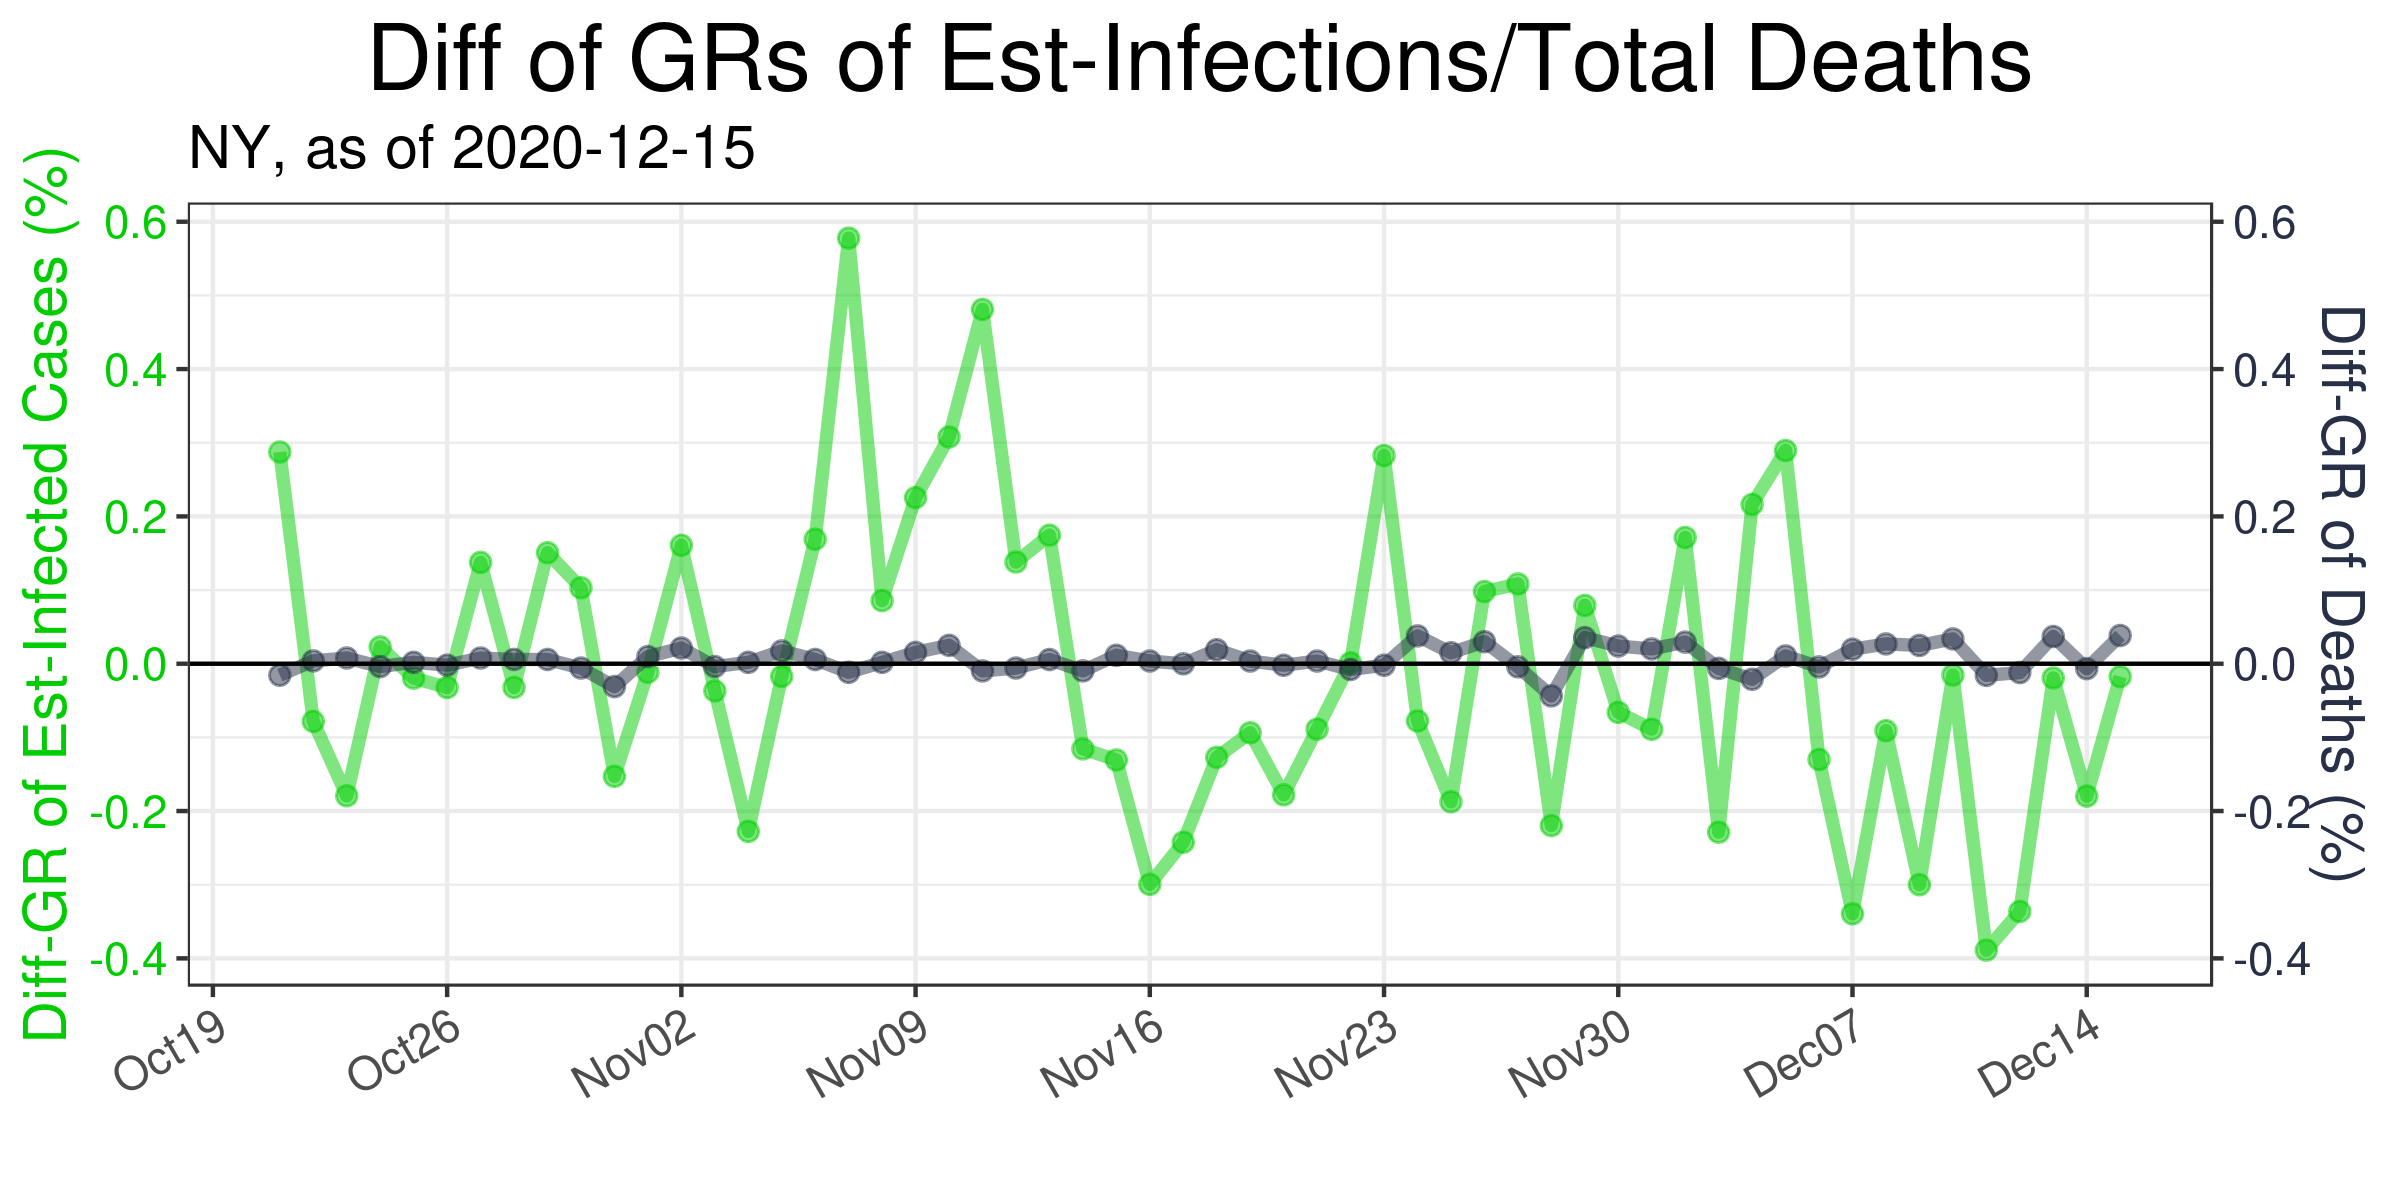 Diff of GRs of Est-Infections/Total Deaths
NY, as of 2020-12-15
Diff-GR of Est-Infected Cases (%)
0.6
0.4
0.2
0.0
-0.2
-0.4
0.6
0.4
0.2
0.0
-0.2
-0.4
Diff-GR of Deaths (%)
Oct19
Oct26
Nov02
Nov09
Nov16
Nov23
Nov30
Dec07
Dec14